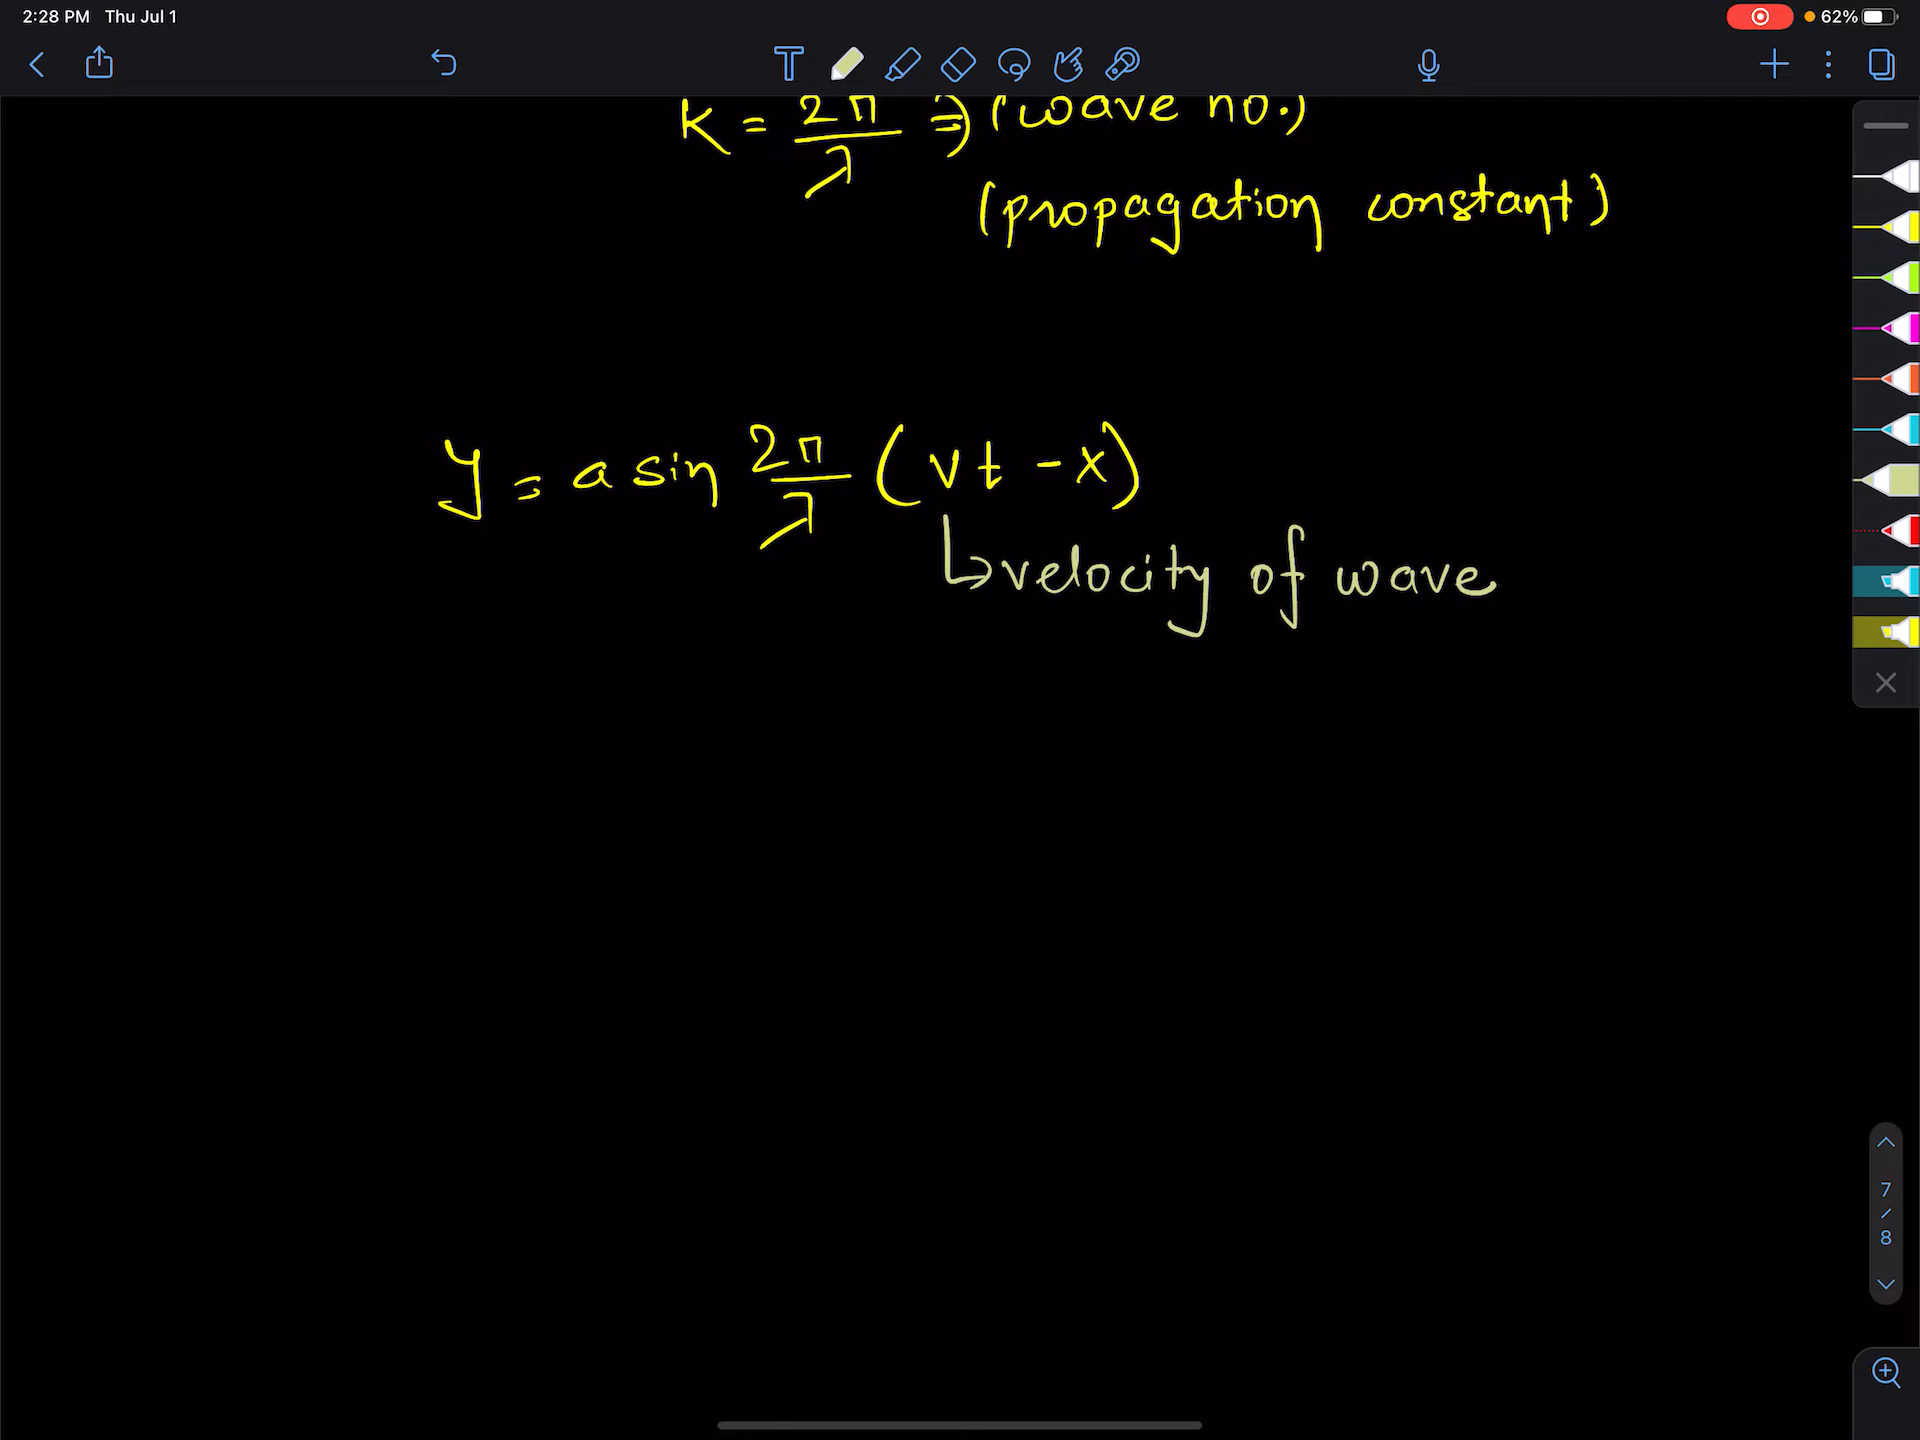 2:28 PM Thu Jul 1
62%
K = 2π/λ ⇒ (wave no.)
(propagation constant)
y = a sin 2π/λ (vt - x)
↳ velocity of wave
7
/
8